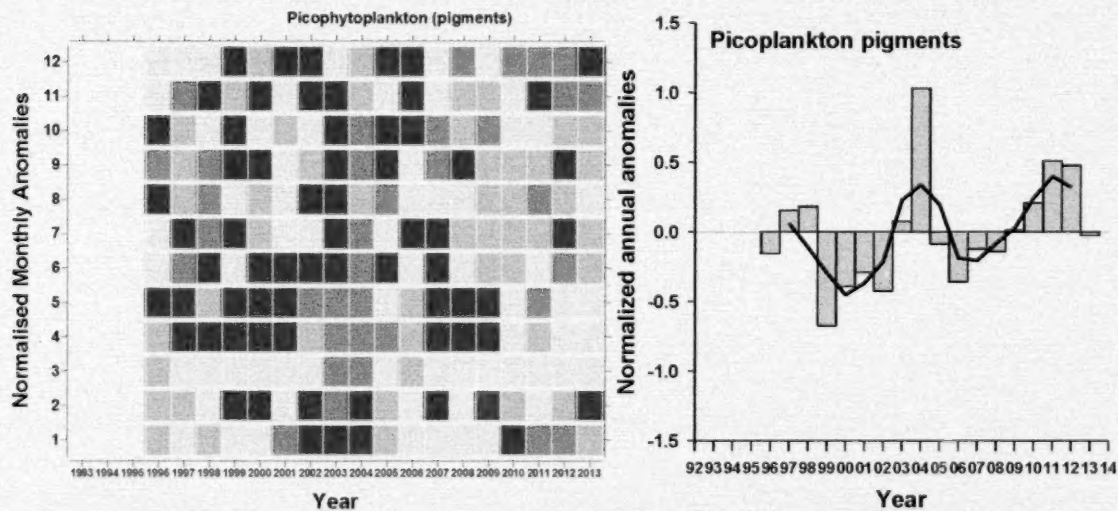 Picophytoplankton (pigments)
Normalised Monthly Anomalies
12
11
10
9
8
7
6
5
4
3
2
1
1993 1994 1995 1996 1997 1998 1999 2000 2001 2002 2003 2004 2005 2006 2007 2008 2009 2010 2011 2012 2013
Year
Picoplankton pigments
Normalized annual anomalies
1.5
1.0
0.5
0.0
-0.5
-1.0
-1.5
92 93 94 95 96 97 98 99 00 01 02 03 04 05 06 07 08 09 10 11 12 13 14
Year